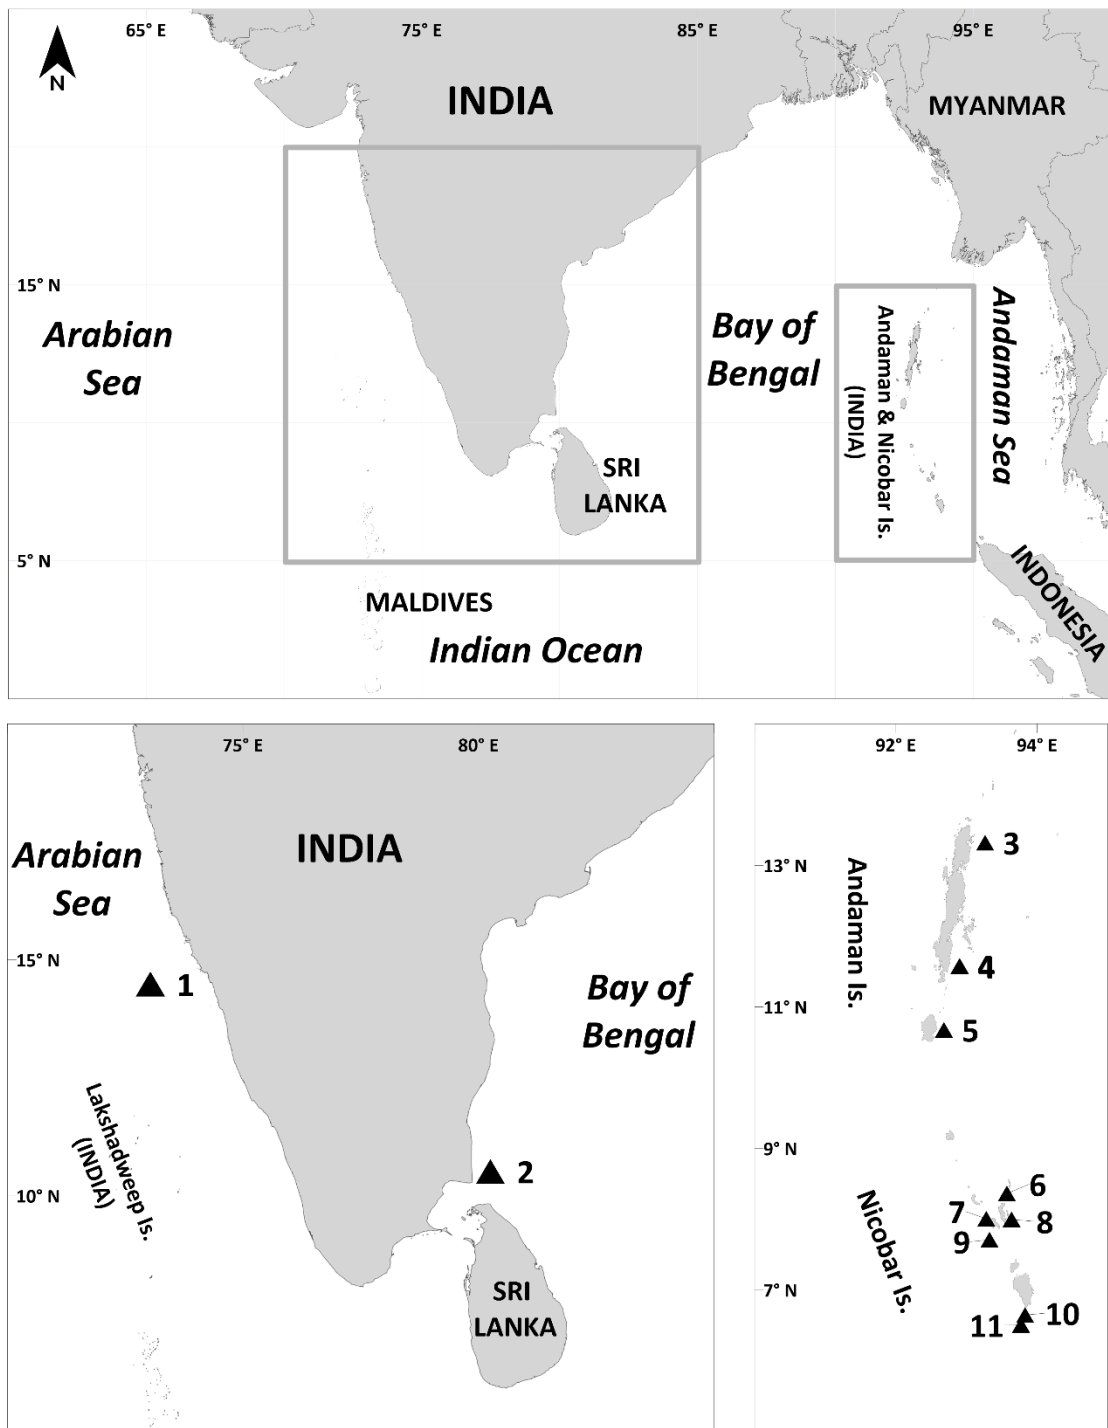 65° E
75° E
85° E
95° E
N
INDIA
MYANMAR
15° N
Arabian
Sea
Bay of
Bengal
Andaman & Nicobar Is.
(INDIA)
Andaman Sea
SRI
LANKA
5° N
MALDIVES
Indian Ocean
INDONESIA
75° E
80° E
INDIA
Arabian
Sea
15° N
1
Bay of
Bengal
Lakshadweep Is.
(INDIA)
2
10° N
SRI
LANKA
92° E
94° E
3
13° N
Andaman Is.
4
11° N
5
9° N
6
7
8
9
Nicobar Is.
7° N
10
11